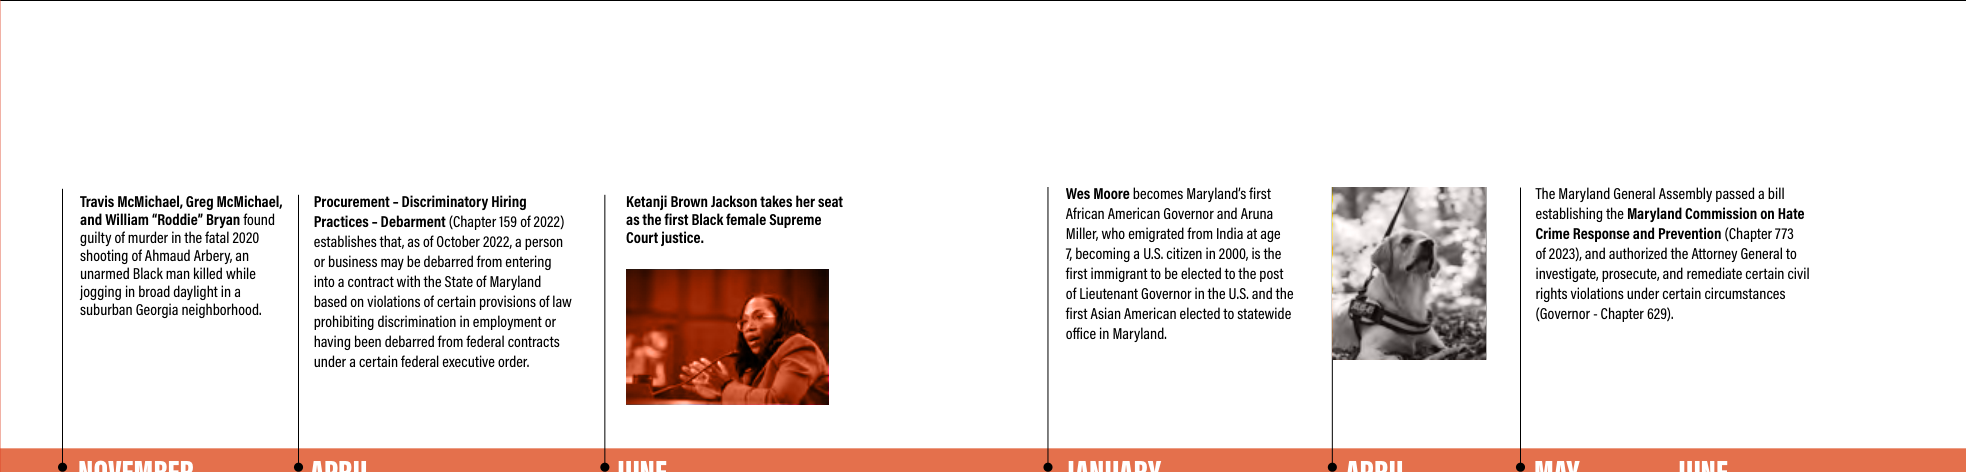 Travis McMichael, Greg McMichael,
and William “Roddie” Bryan found
guilty of murder in the fatal 2020
shooting of Ahmaud Arbery, an
unarmed Black man killed while
jogging in broad daylight in a
suburban Georgia neighborhood.
Procurement – Discriminatory Hiring
Practices – Debarment (Chapter 159 of 2022)
establishes that, as of October 2022, a person
or business may be debarred from entering
into a contract with the State of Maryland
based on violations of certain provisions of law
prohibiting discrimination in employment or
having been debarred from federal contracts
under a certain federal executive order.
Ketanji Brown Jackson takes her seat
as the first Black female Supreme
Court justice.
Wes Moore becomes Maryland’s first
African American Governor and Aruna
Miller, who emigrated from India at age
7, becoming a U.S. citizen in 2000, is the
first immigrant to be elected to the post
of Lieutenant Governor in the U.S. and the
first Asian American elected to statewide
office in Maryland.
The Maryland General Assembly passed a bill
establishing the Maryland Commission on Hate
Crime Response and Prevention (Chapter 773
of 2023), and authorized the Attorney General to
investigate, prosecute, and remediate certain civil
rights violations under certain circumstances
(Governor - Chapter 629).
NOVEMBER
APRIL
JUNE
JANUARY
APRIL
MAY
JUNE